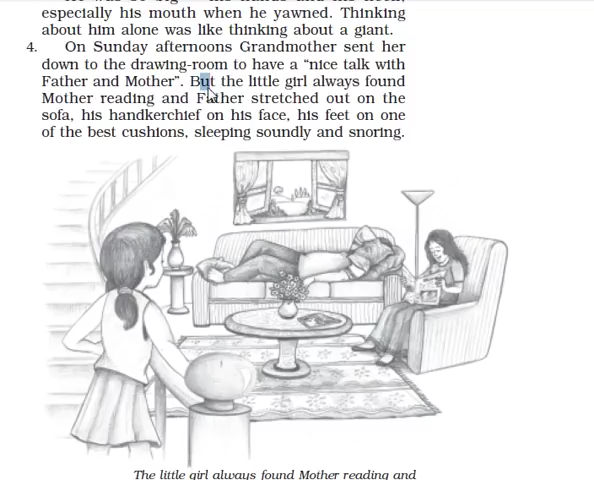 especially his mouth when he yawned. Thinking
about him alone was like thinking about a giant.
4. On Sunday afternoons Grandmother sent her
down to the drawing-room to have a “nice talk with
Father and Mother”. But the little girl always found
Mother reading and Father stretched out on the
sofa, his handkerchief on his face, his feet on one
of the best cushions, sleeping soundly and snoring.
The little girl always found Mother reading and